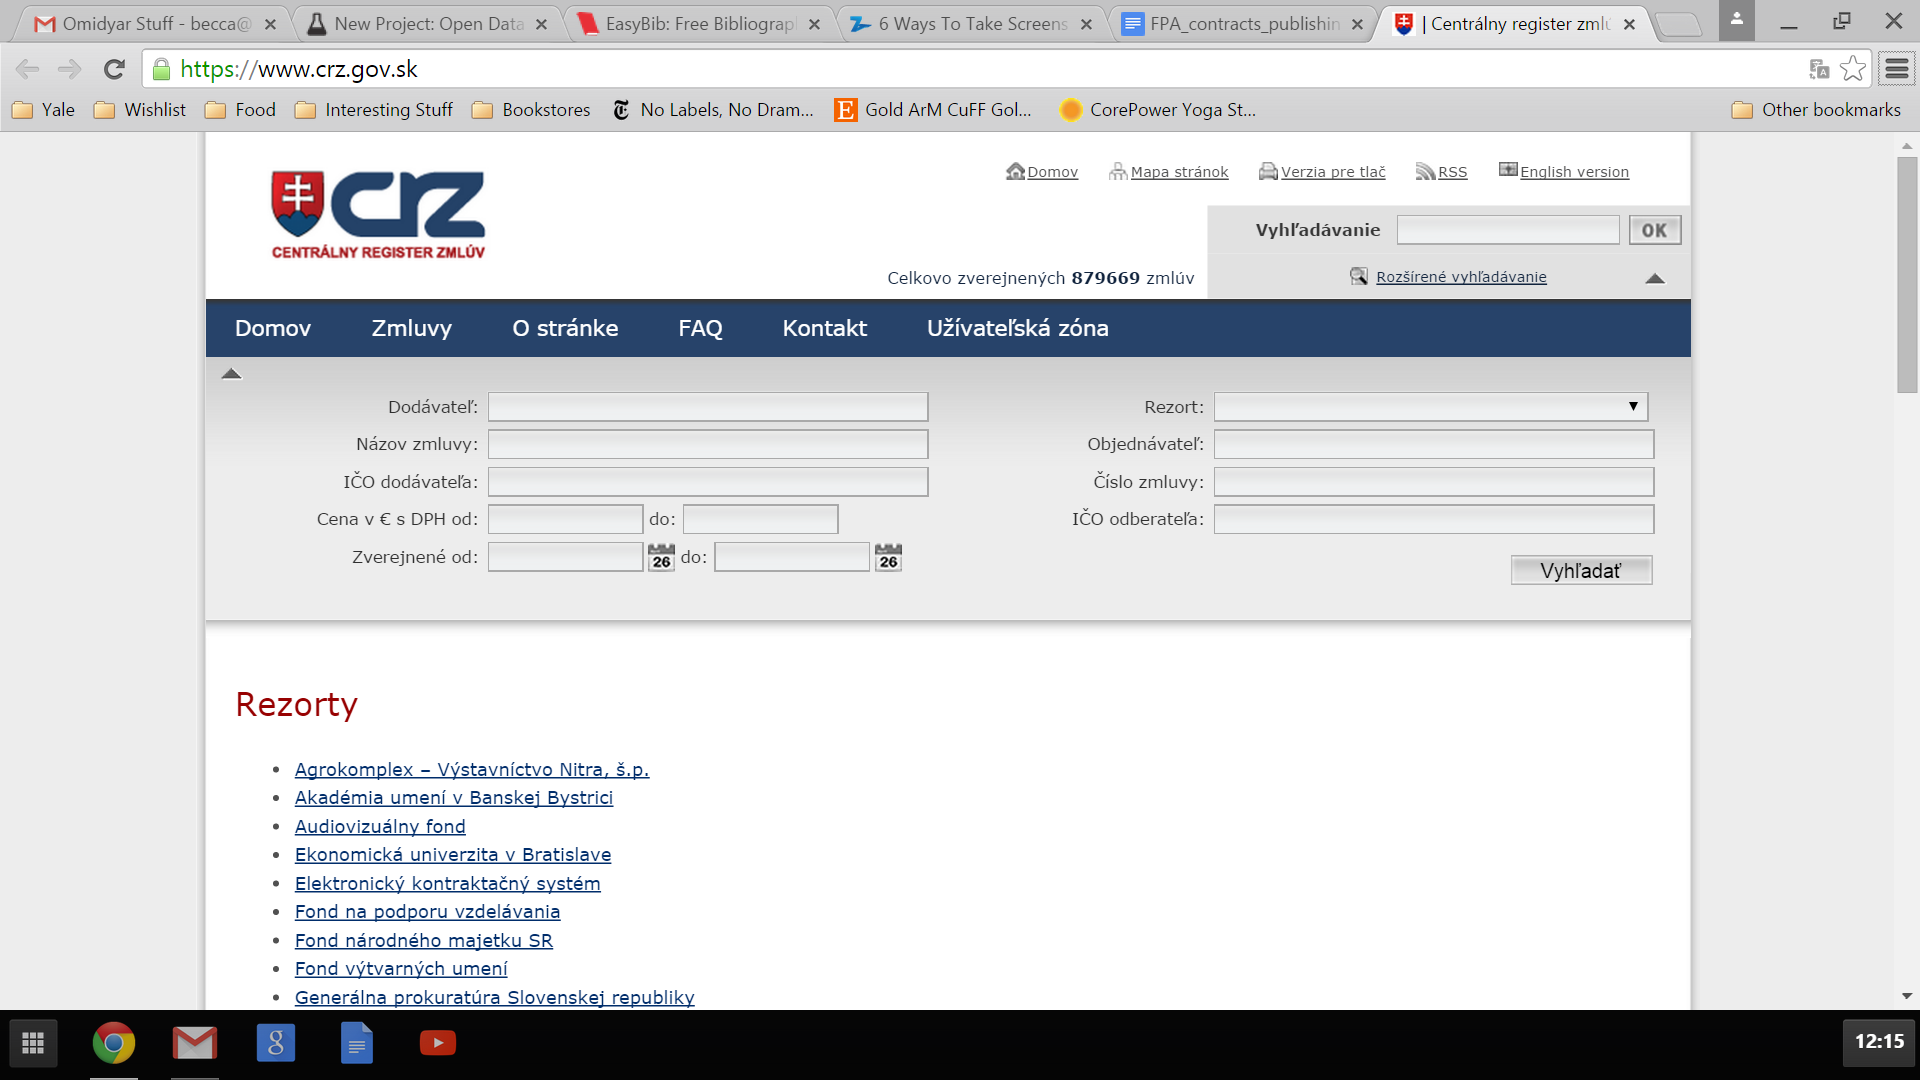 Omidyar Stuff - becca@
New Project: Open Data
EasyBib: Free Bibliograp
6 Ways To Take Screens
FPA_contracts_publishin
| Centrálny register zmlú
https://www.crz.gov.sk
Yale
Wishlist
Food
Interesting Stuff
Bookstores
No Labels, No Dram...
Gold ArM CuFF Gol...
CorePower Yoga St...
Other bookmarks
Domov
Mapa stránok
Verzia pre tlač
RSS
English version
crz
CENTRÁLNY REGISTER ZMLÚV
Vyhľadávanie
OK
Celkovo zverejnených 879669 zmlúv
Rozšírené vyhľadávanie
Domov
Zmluvy
O stránke
FAQ
Kontakt
Užívateľská zóna
Dodávateľ:
Rezort:
Názov zmluvy:
Objednávateľ:
IČO dodávateľa:
Číslo zmluvy:
Cena v € s DPH od:
do:
IČO odberateľa:
Zverejnené od:
26
do:
26
Vyhľadať
Rezorty
Agrokomplex – Výstavníctvo Nitra, š.p.
Akadémia umení v Banskej Bystrici
Audiovizuálny fond
Ekonomická univerzita v Bratislave
Elektronický kontraktačný systém
Fond na podporu vzdelávania
Fond národného majetku SR
Fond výtvarných umení
Generálna prokuratúra Slovenskej republiky
12:15